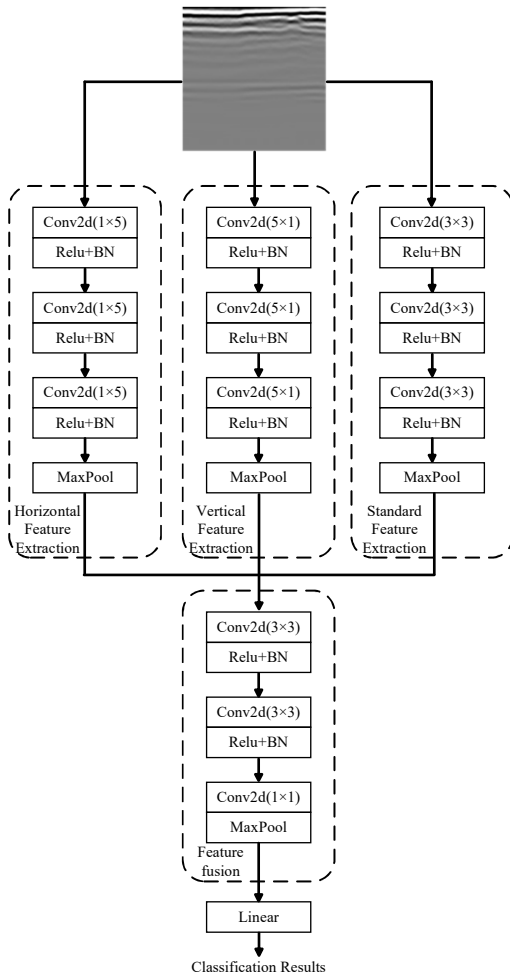 Conv2d(1×5)
Relu+BN
Conv2d(1×5)
Relu+BN
Conv2d(1×5)
Relu+BN
MaxPool
Horizontal
Feature
Extraction
Conv2d(5×1)
Relu+BN
Conv2d(5×1)
Relu+BN
Conv2d(5×1)
Relu+BN
MaxPool
Vertical
Feature
Extraction
Conv2d(3×3)
Relu+BN
Conv2d(3×3)
Relu+BN
Conv2d(3×3)
Relu+BN
MaxPool
Standard
Feature
Extraction
Conv2d(3×3)
Relu+BN
Conv2d(3×3)
Relu+BN
Conv2d(1×1)
MaxPool
Feature
fusion
Linear
Classification Results